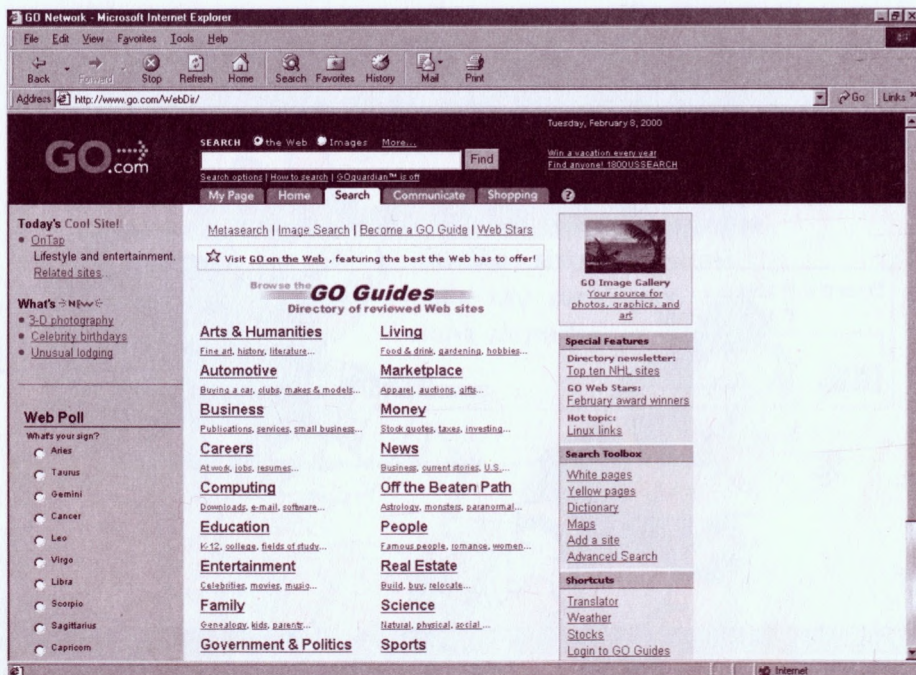 GO Network - Microsoft Internet Explorer
File Edit View Favorites Tools Help
Back Forward Stop Refresh Home Search Favorites History Mail Print
Address http://www.go.com/WebDir/ Go Links »
Tuesday, February 8, 2000
GO.com
SEARCH the Web Images More...
Find
Search options | How to search | GOguardian™ is off
Win a vacation every year
Find anyone! 1800USSEARCH
My Page Home Search Communicate Shopping ?
Today's Cool Site!
OnTap
Lifestyle and entertainment.
Related sites...
What's NEW
3-D photography
Celebrity birthdays
Unusual lodging
Web Poll
What's your sign?
Aries
Taurus
Gemini
Cancer
Leo
Virgo
Libra
Scorpio
Sagittarius
Capricorn
Metasearch | Image Search | Become a GO Guide | Web Stars
Visit GO on the Web , featuring the best the Web has to offer!
Browse the GO Guides
Directory of reviewed Web sites
Arts & Humanities
Fine art, history, literature...
Automotive
Buying a car, clubs, makes & models...
Business
Publications, services, small business...
Careers
At work, jobs, resumes...
Computing
Downloads, e-mail, software...
Education
K-12, college, fields of study...
Entertainment
Celebrities, movies, music...
Family
Genealogy, kids, parents...
Government & Politics
Living
Food & drink, gardening, hobbies...
Marketplace
Apparel, auctions, gifts...
Money
Stock quotes, taxes, investing...
News
Business, current stories, U.S....
Off the Beaten Path
Astrology, monsters, paranormal...
People
Famous people, romance, women...
Real Estate
Build, buy, relocate...
Science
Natural, physical, social...
Sports
GO Image Gallery
Your source for
photos, graphics, and
art
Special Features
Directory newsletter:
Top ten NHL sites
GO Web Stars:
February award winners
Hot topic:
Linux links
Search Toolbox
White pages
Yellow pages
Dictionary
Maps
Add a site
Advanced Search
Shortcuts
Translator
Weather
Stocks
Login to GO Guides
Internet